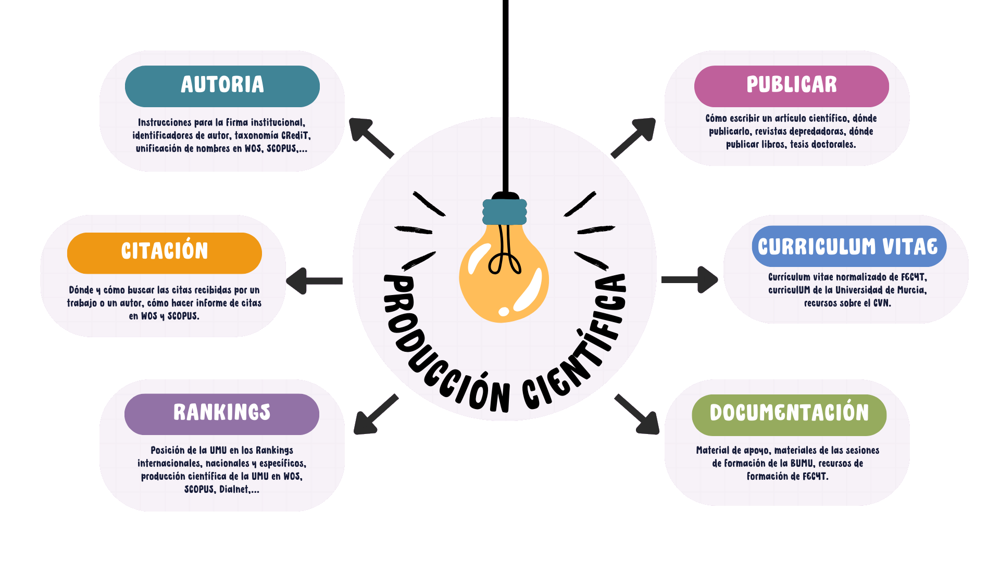 AUTORIA
Instrucciones para la firma institucional,
identificadores de autor, taxonomía CRediT,
unificación de nombres en WOS, SCOPUS,...
CITACIÓN
Dónde y cómo buscar las citas recibidas por un
trabajo o un autor, cómo hacer informe de citas
en WOS y SCOPUS.
RANKINGS
Posición de la UMU en los Rankings
internacionales, nacionales y específicos,
producción científica de la UMU en WOS,
SCOPUS, Dialnet,...
PRODUCCIÓN CIENTÍFICA
PUBLICAR
Cómo escribir un artículo científico, dónde
publicarlo, revistas depredadoras, dónde
publicar libros, tesis doctorales.
CURRICULUM VITAE
Currículum vitae normalizado de FECYT,
curriculUM de la Universidad de Murcia,
recursos sobre el CVN.
DOCUMENTACIÓN
Material de apoyo, materiales de las sesiones
de formación de la BUMU, recursos de
formación de FECYT.